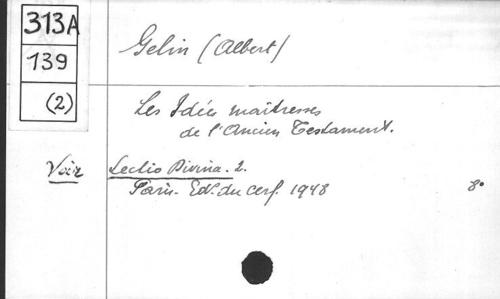 313A
139
(2)
Gelin (Albert)
Les Idées maîtresses
de l'Ancien Testament.
Voir Lectio Divina. 2.
Paris. Ed. du Cerf. 1948 8°